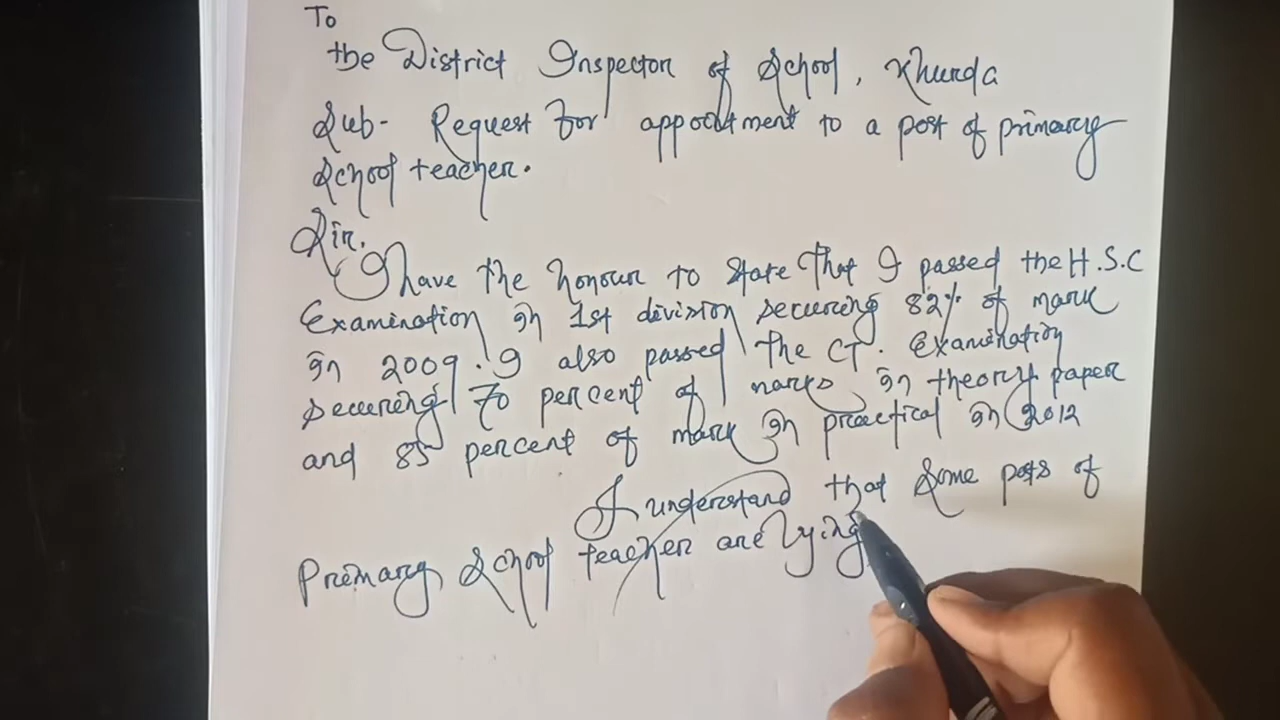 To
the District Inspector of School, Khurda
Sub- Request for appointment to a post of primary
School teacher.
Sir.
I have the honour to state that I passed the H.S.C
Examination in 1st division securing 82% of mark
in 2009. I also passed the CT. Examination
securing 70 percent of marks in theory paper
and 85 percent of mark in practical in 2012
I understand that Some posts of
Primary School teacher are lying